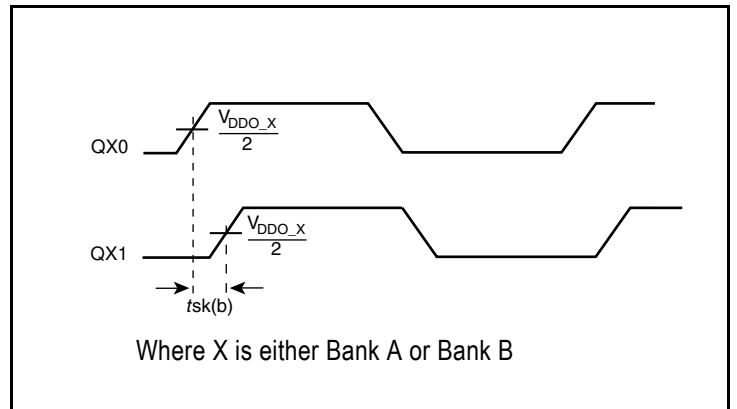 QX0
VDDO_X
2
QX1
VDDO_X
2
tsk(b)
Where X is either Bank A or Bank B